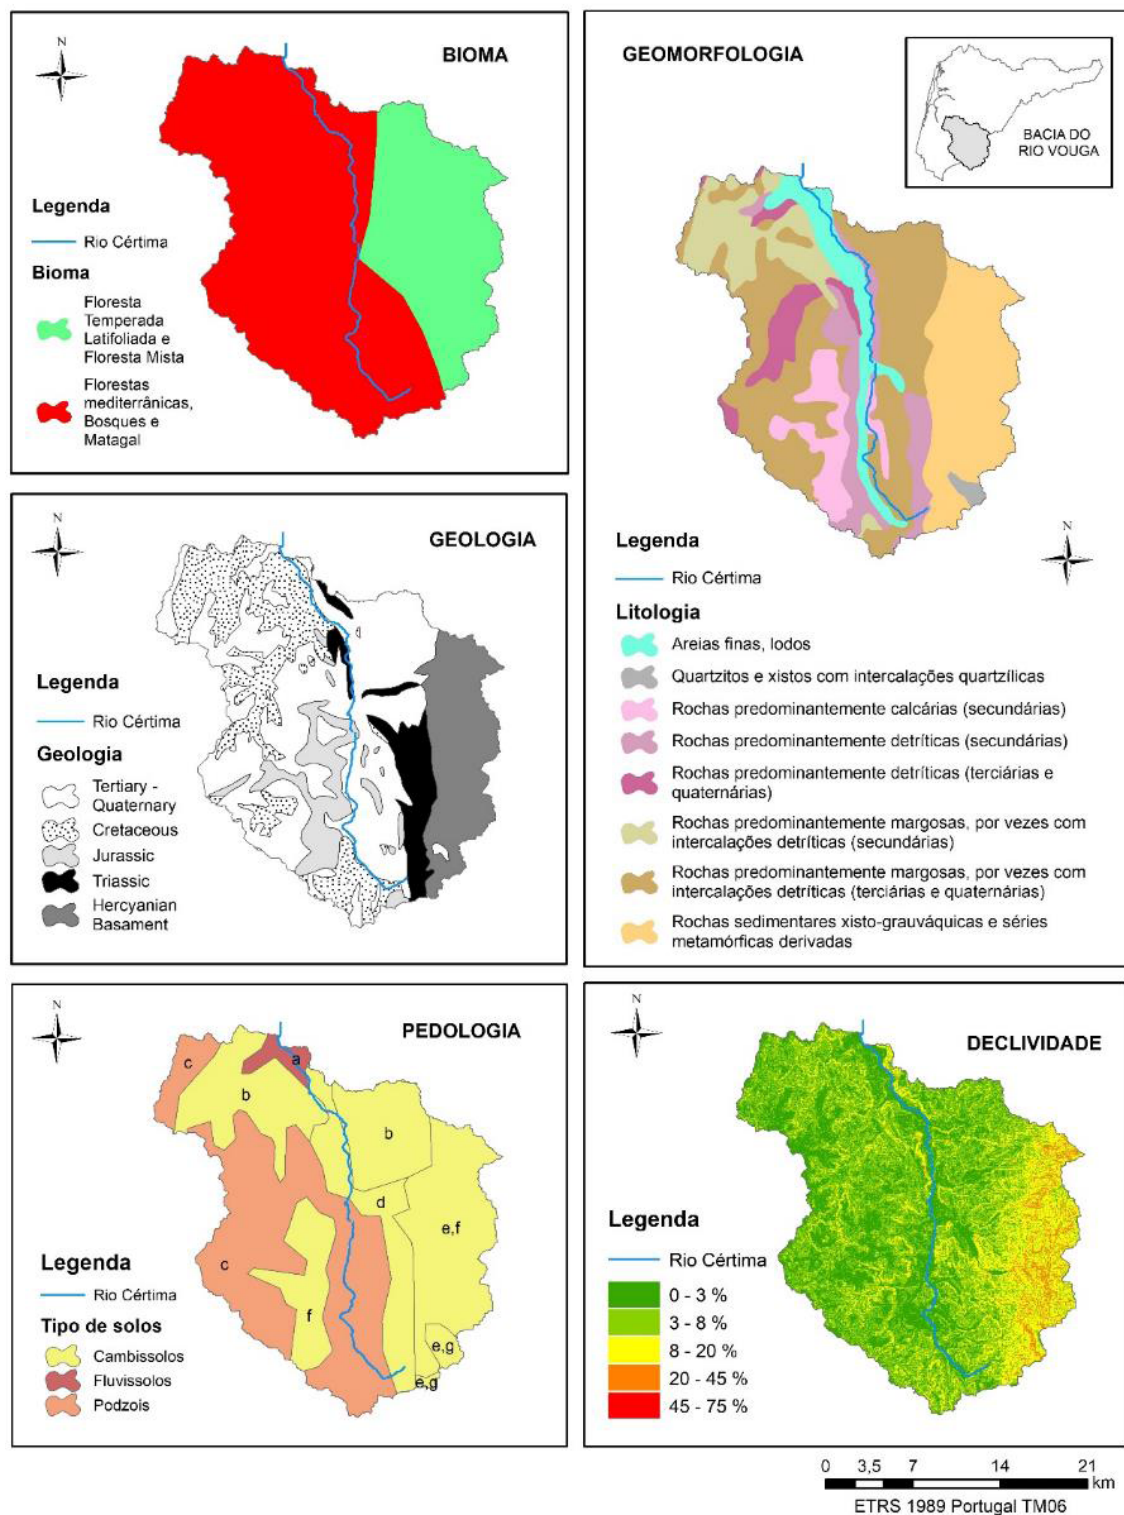 N
BIOMA
Legenda
Rio Cértima
Bioma
Floresta
Temperada
Latifoliada e
Floresta Mista
Florestas
mediterrânicas,
Bosques e
Matagal
GEOMORFOLOGIA
BACIA DO
RIO VOUGA
Legenda
N
Rio Cértima
Litologia
Areias finas, lodos
Quartzitos e xistos com intercalações quartzílicas
Rochas predominantemente calcárias (secundárias)
Rochas predominantemente detríticas (secundárias)
Rochas predominantemente detríticas (terciárias e
quaternárias)
Rochas predominantemente margosas, por vezes com
intercalações detríticas (secundárias)
Rochas predominantemente margosas, por vezes com
intercalações detríticas (terciárias e quaternárias)
Rochas sedimentares xisto-grauváquicas e séries
metamórficas derivadas
N
GEOLOGIA
Legenda
Rio Cértima
Geologia
Tertiary -
Quaternary
Cretaceous
Jurassic
Triassic
Hercyanian
Basament
N
PEDOLOGIA
c
a
b
b
d
e,f
c
f
e,g
e,g
Legenda
Rio Cértima
Tipo de solos
Cambissolos
Fluvissolos
Podzois
N
DECLIVIDADE
Legenda
Rio Cértima
0 - 3 %
3 - 8 %
8 - 20 %
20 - 45 %
45 - 75 %
0 3,5 7 14 21
km
ETRS 1989 Portugal TM06